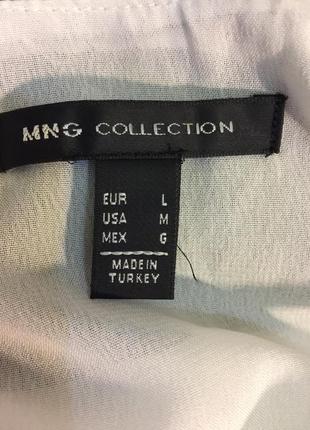 MNG COLLECTION
EUR L
USA M
MEX G
MADE IN
TURKEY